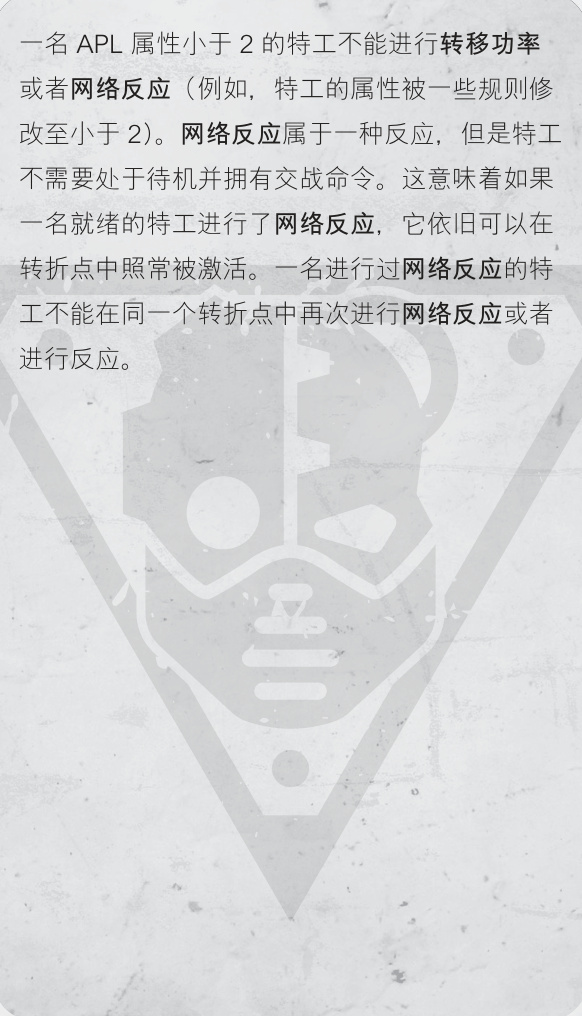 一名 APL 属性小于 2 的特工不能进行转移功率
或者网络反应（例如，特工的属性被一些规则修
改至小于 2）。网络反应属于一种反应，但是特工
不需要处于待机并拥有交战命令。这意味着如果
一名就绪的特工进行了网络反应，它依旧可以在
转折点中照常被激活。一名进行过网络反应的特
工不能在同一个转折点中再次进行网络反应或者
进行反应。